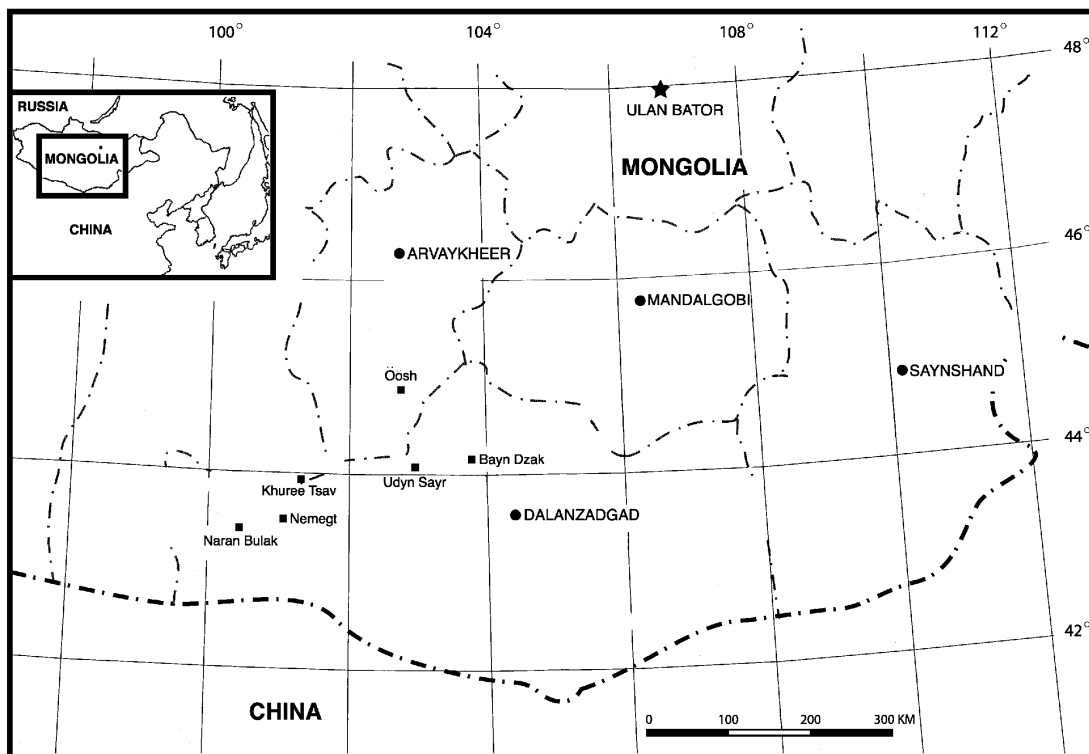 100° 104° 108° 112°
48°
RUSSIA
MONGOLIA
CHINA
ULAN BATOR
MONGOLIA
46°
ARVAYKHEER
MANDALGOBI
SAYNSHAND
Öösh
44°
Bayn Dzak
Udyn Sayr
Khuree Tsav
Nemegt
DALANZADGAD
Naran Bulak
42°
CHINA
0 100 200 300 KM